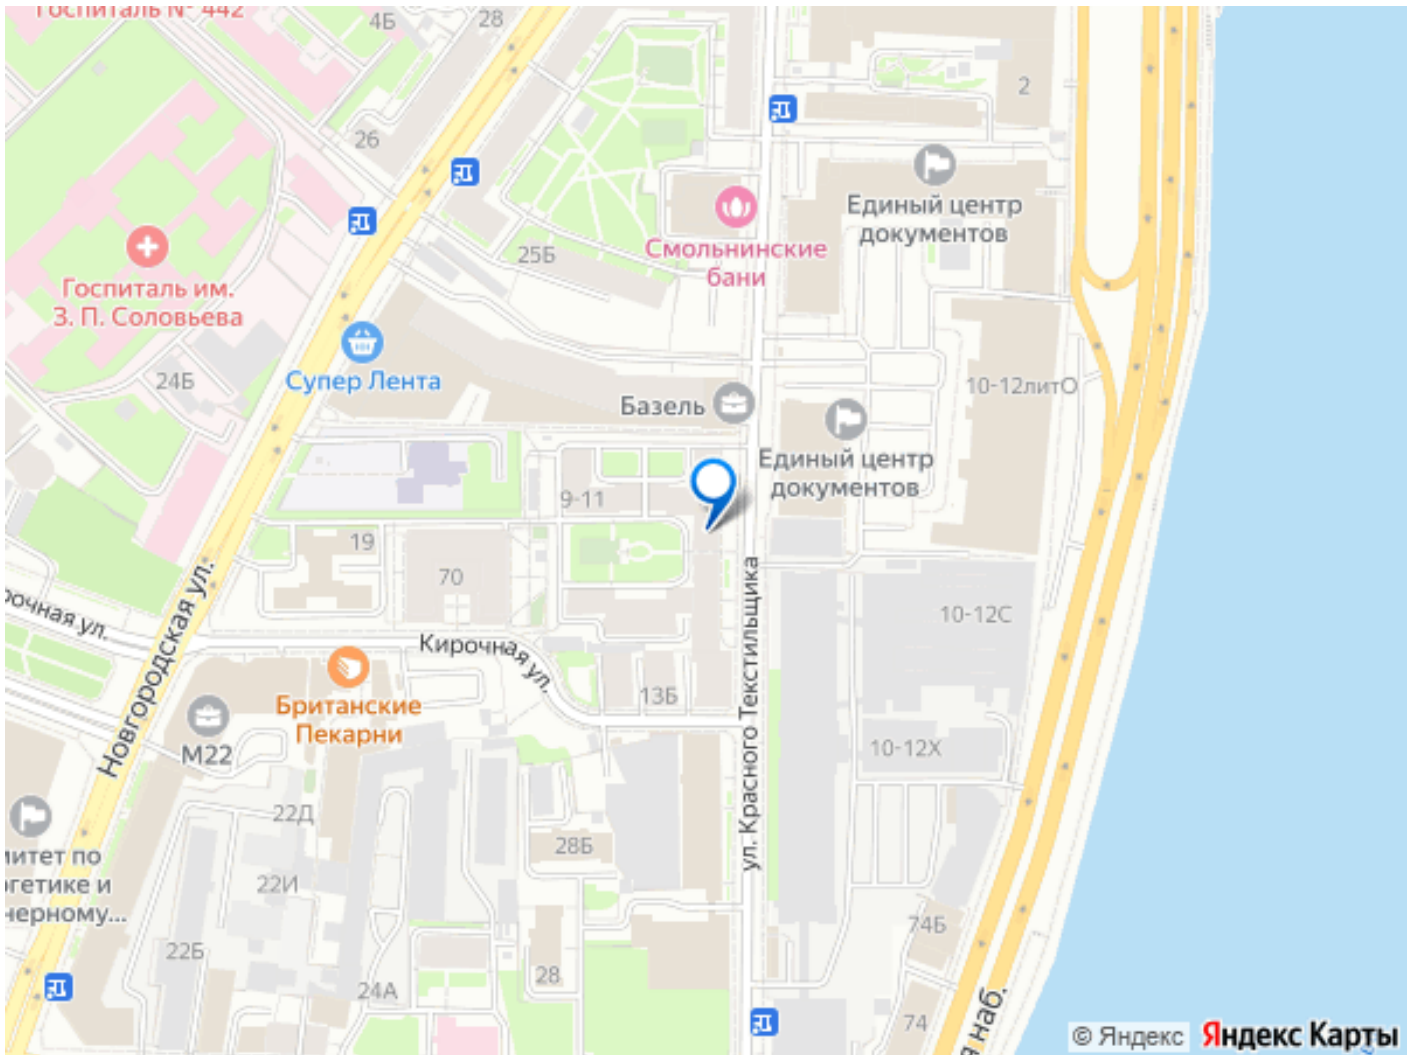 Госпиталь № 442
4Б
28
2
26
Единый центр
документов
Смольнинские
бани
25Б
Госпиталь им.
З. П. Соловьева
Супер Лента
24Б
10-12литО
Базель
Единый центр
документов
9-11
19
70
Новгородская ул.
Кирочная ул.
ул. Красного Текстильщика
10-12С
13Б
Британские
Пекарни
М22
10-12Х
22Д
28Б
22И
74Б
22Б
28
24А
74
наб.
© Яндекс
Яндекс Карты